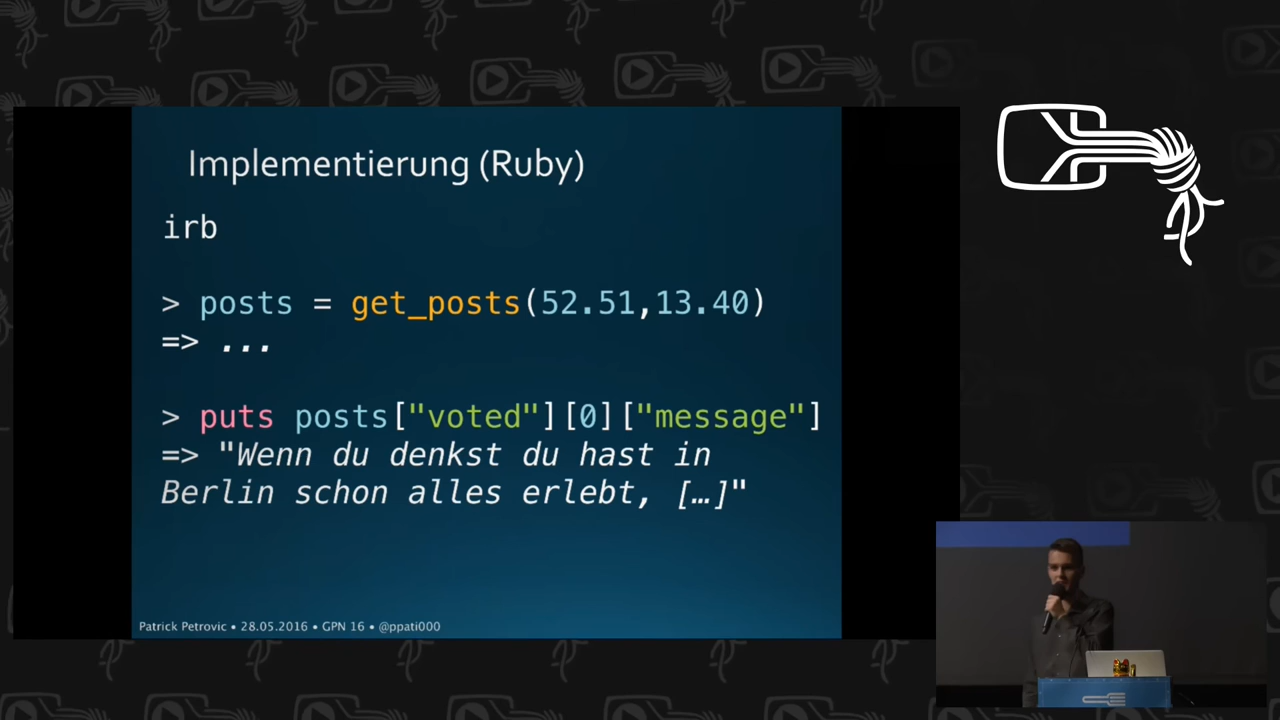 Implementierung (Ruby)
irb
> posts = get_posts(52.51,13.40)
=> ...
> puts posts["voted"][0]["message"]
=> "Wenn du denkst du hast in
Berlin schon alles erlebt, […]"
Patrick Petrovic • 28.05.2016 • GPN 16 • @ppati000